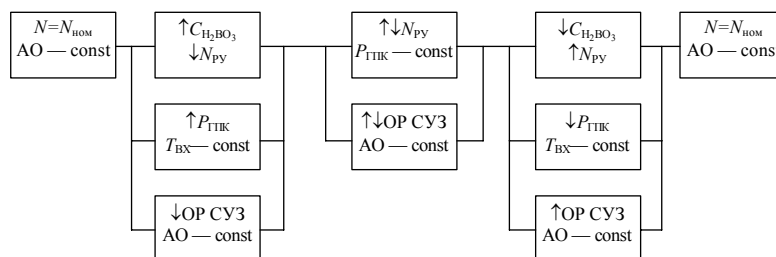 N=Nном
АО — const
↑CH₂BO₃
↓NРУ
↑PГПК
TВХ— const
↓ОР СУЗ
АО — const
↑↓NРУ
PГПК — const
↑↓ОР СУЗ
АО — const
↓CH₂BO₃
↑NРУ
↓PГПК
TВХ— const
↑ОР СУЗ
АО — const
N=Nном
АО — const